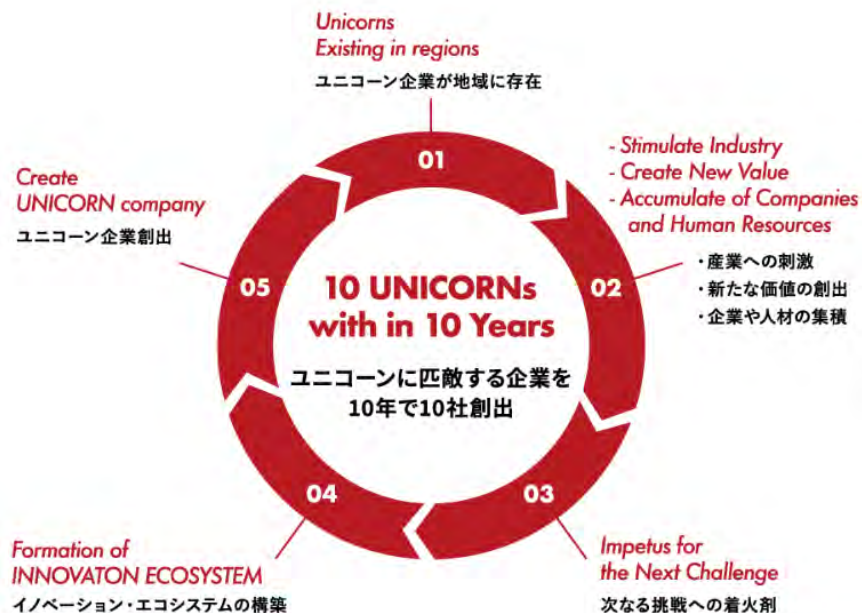 Unicorns
Existing in regions
ユニコーン企業が地域に存在
01
- Stimulate Industry
- Create New Value
- Accumulate of Companies
and Human Resources
・産業への刺激
・新たな価値の創出
・企業や人材の集積
02
Impetus for
the Next Challenge
次なる挑戦への着火剤
03
Formation of
INNOVATON ECOSYSTEM
イノベーション・エコシステムの構築
04
Create
UNICORN company
ユニコーン企業創出
05
10 UNICORNs
with in 10 Years
ユニコーンに匹敵する企業を
10年で10社創出